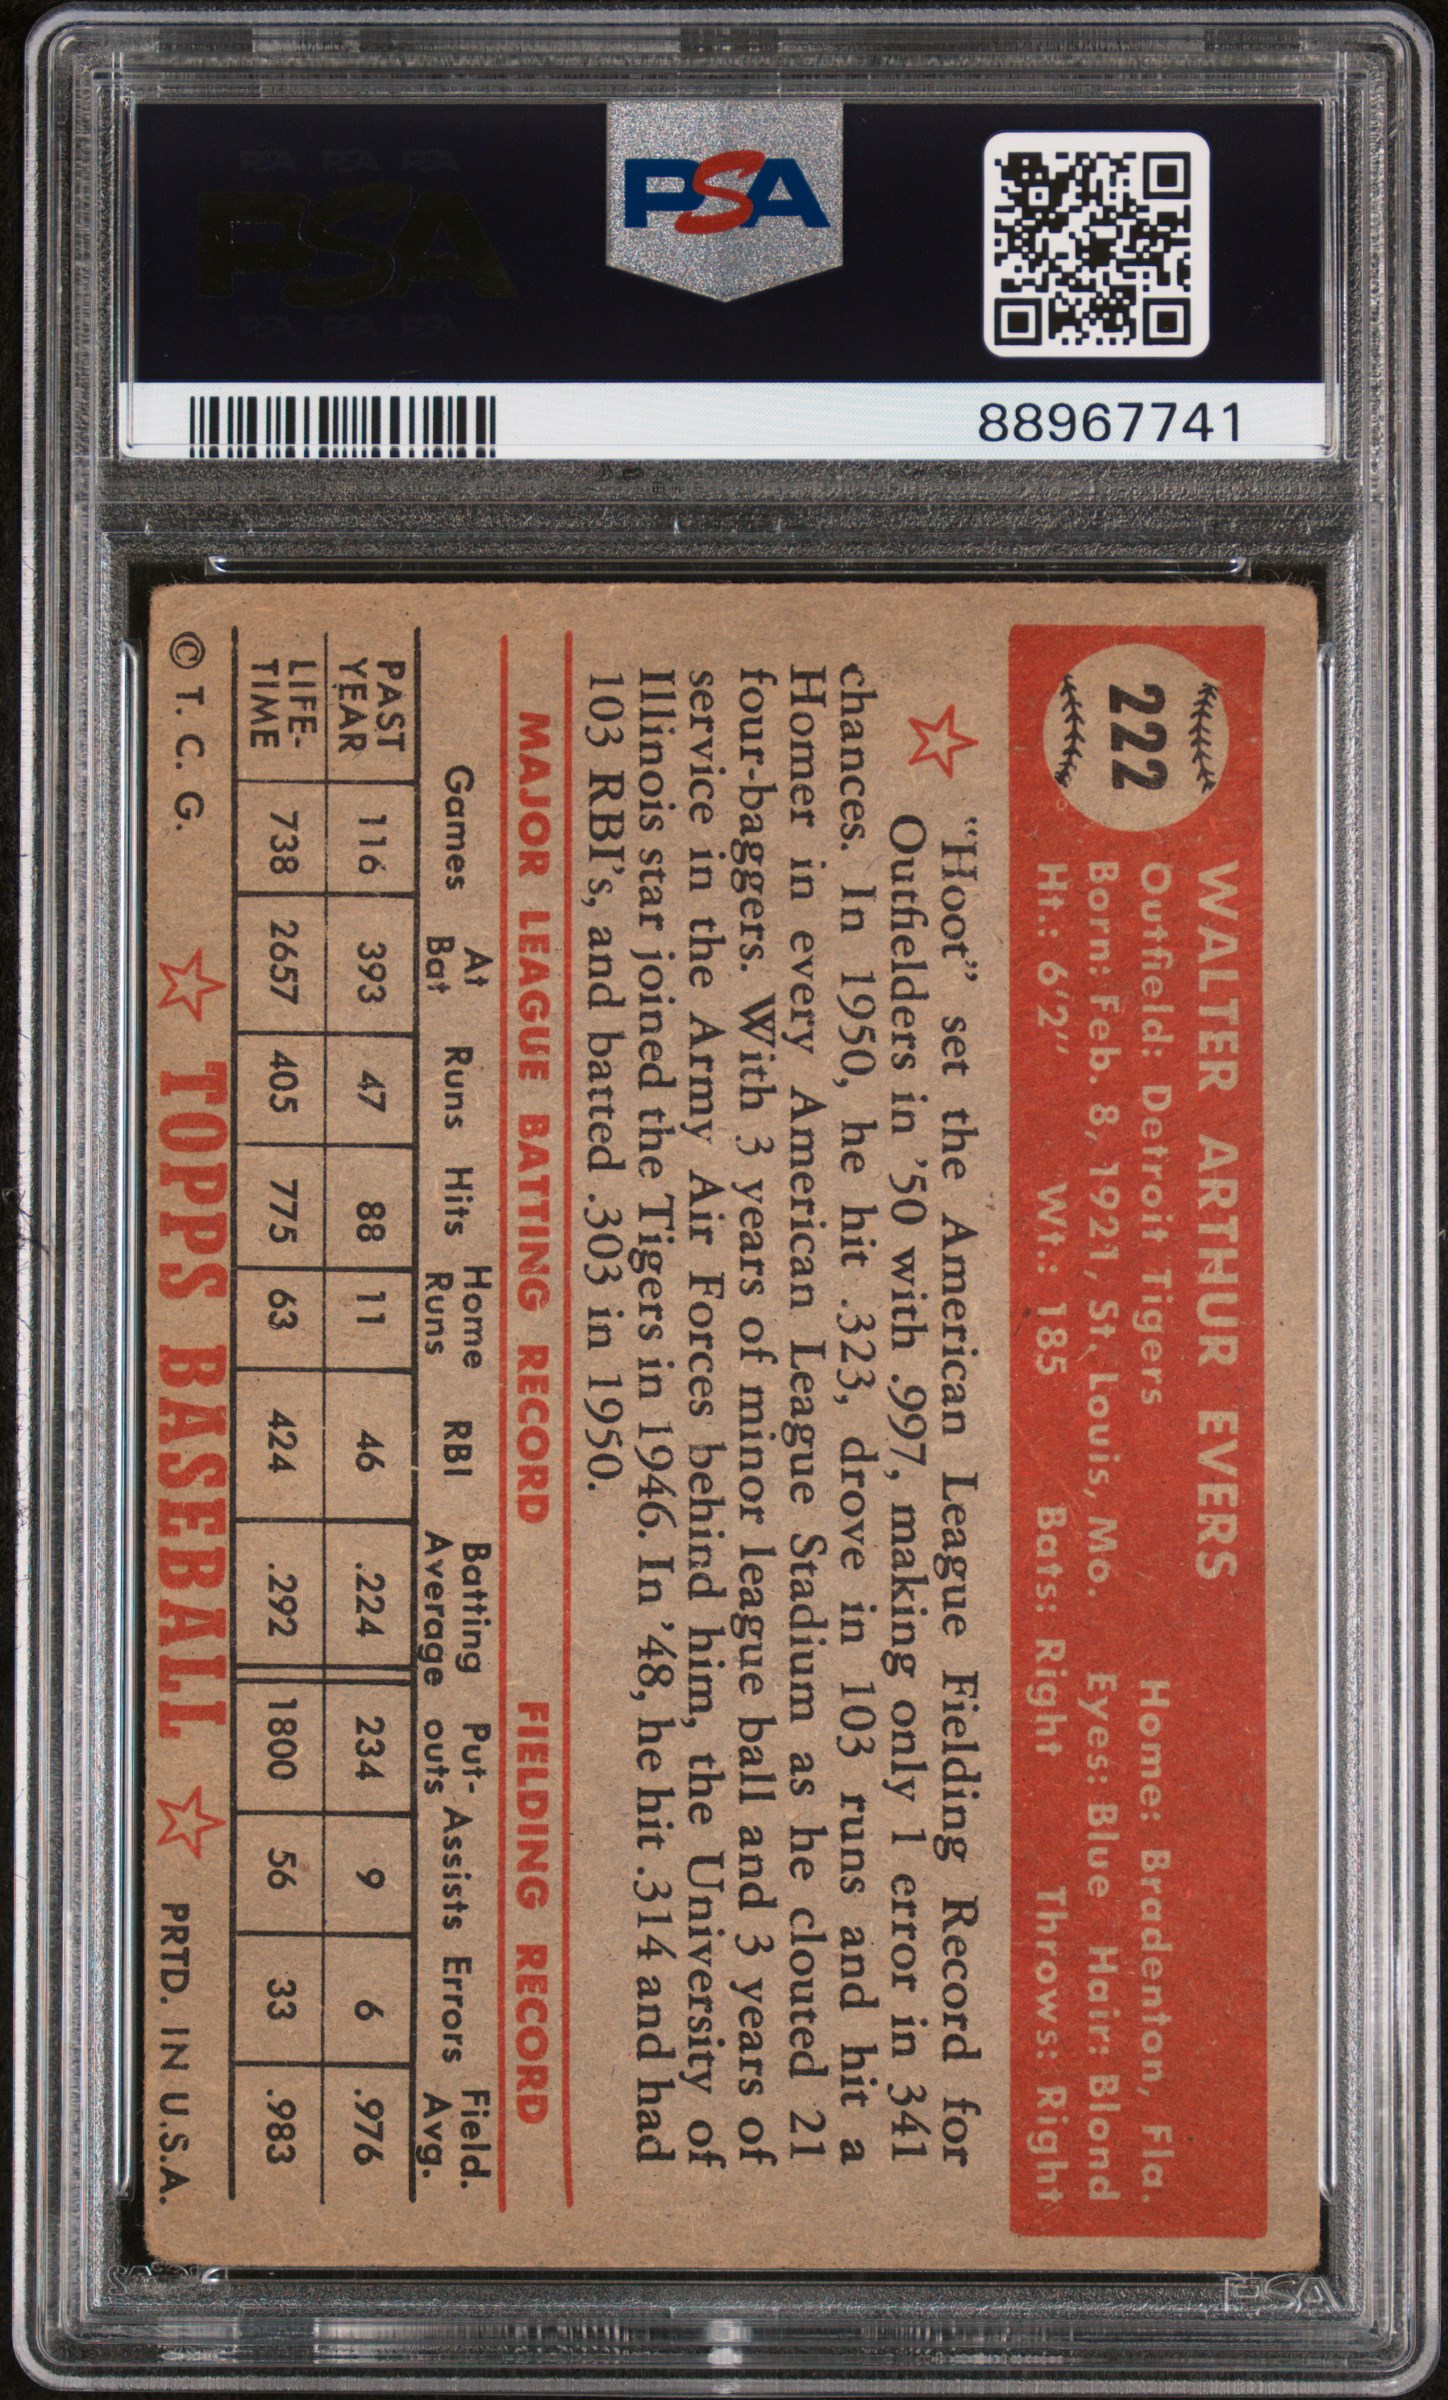 PSA PSA PSA
PSA
PSA PSA PSA
PSA
88967741
222
WALTER ARTHUR EVERS
Outfield: Detroit Tigers Home: Bradenton, Fla.
Born: Feb. 8, 1921, St. Louis, Mo. Eyes: Blue Hair: Blond
Ht.: 6'2" Wt.: 185 Bats: Right Throws: Right
"Hoot" set the American League Fielding Record for
Outfielders in '50 with .997, making only 1 error in 341
chances. In 1950, he hit .323, drove in 103 runs and hit a
Homer in every American League Stadium as he clouted 21
four-baggers. With 3 years of minor league ball and 3 years of
service in the Army Air Forces behind him, the University of
Illinois star joined the Tigers in 1946. In '48, he hit .314 and had
103 RBI's, and batted .303 in 1950.
MAJOR LEAGUE BATTING RECORD FIELDING RECORD
Games At Bat Runs Hits Home Runs RBI Batting Average Put-outs Assists Errors Field. Avg.
PAST YEAR 116 393 47 88 11 46 .224 234 9 6 .976
LIFE-TIME 738 2657 405 775 63 424 .292 1800 56 33 .983
© T. C. G. TOPPS BASEBALL PRTD. IN U.S.A.
PSA
PSA